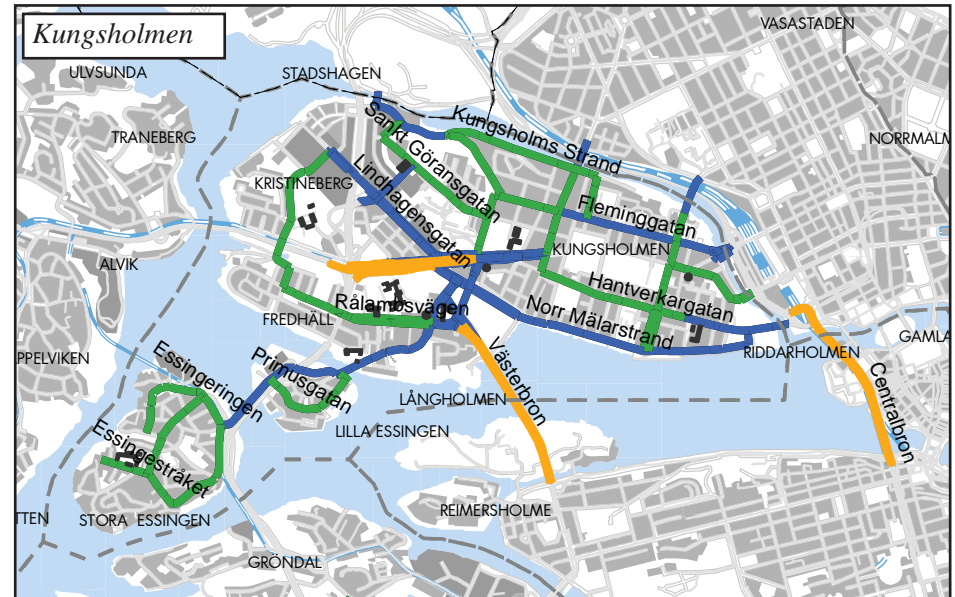 Kungsholmen
VASASTADEN
ULVSUNDA
STADSHAGEN
TRANEBERG
Sankt Göransgatan
Kungsholms Strand
NORRMALM
KRISTINEBERG
Lindhagensgatan
Fleminggatan
KUNGSHOLMEN
ALVIK
Hantverkargatan
Rålambsvägen
Norr Mälarstrand
FREDHÄLL
GAMLA
PPELVIKEN
RIDDARHOLMEN
Essingeringen
Primusgatan
Västerbron
Centralbron
LÅNGHOLMEN
Essingestråket
LILLA ESSINGEN
TTEN
STORA ESSINGEN
REIMERSHOLME
GRÖNDAL